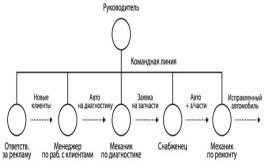 Руководитель
Командная линия
Новые
клиенты
Авто
на диагностику
Заявка
на запчасти
Авто
+ з/части
Исправленный
автомобиль
Ответств.
за рекламу
Менеджер
по раб. с клиентами
Механик
по диагностике
Снабженец
Механик
по ремонту